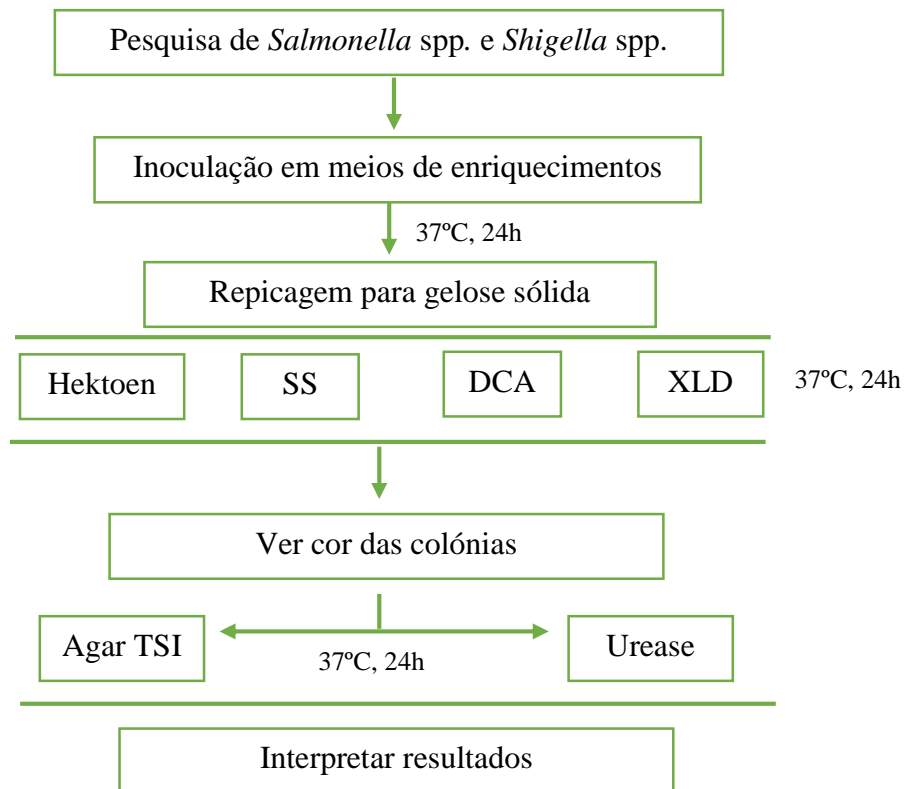 Pesquisa de Salmonella spp. e Shigella spp.
Inoculação em meios de enriquecimentos
37ºC, 24h
Repicagem para gelose sólida
Hektoen SS DCA XLD 37ºC, 24h
Ver cor das colónias
Agar TSI 37ºC, 24h Urease
Interpretar resultados